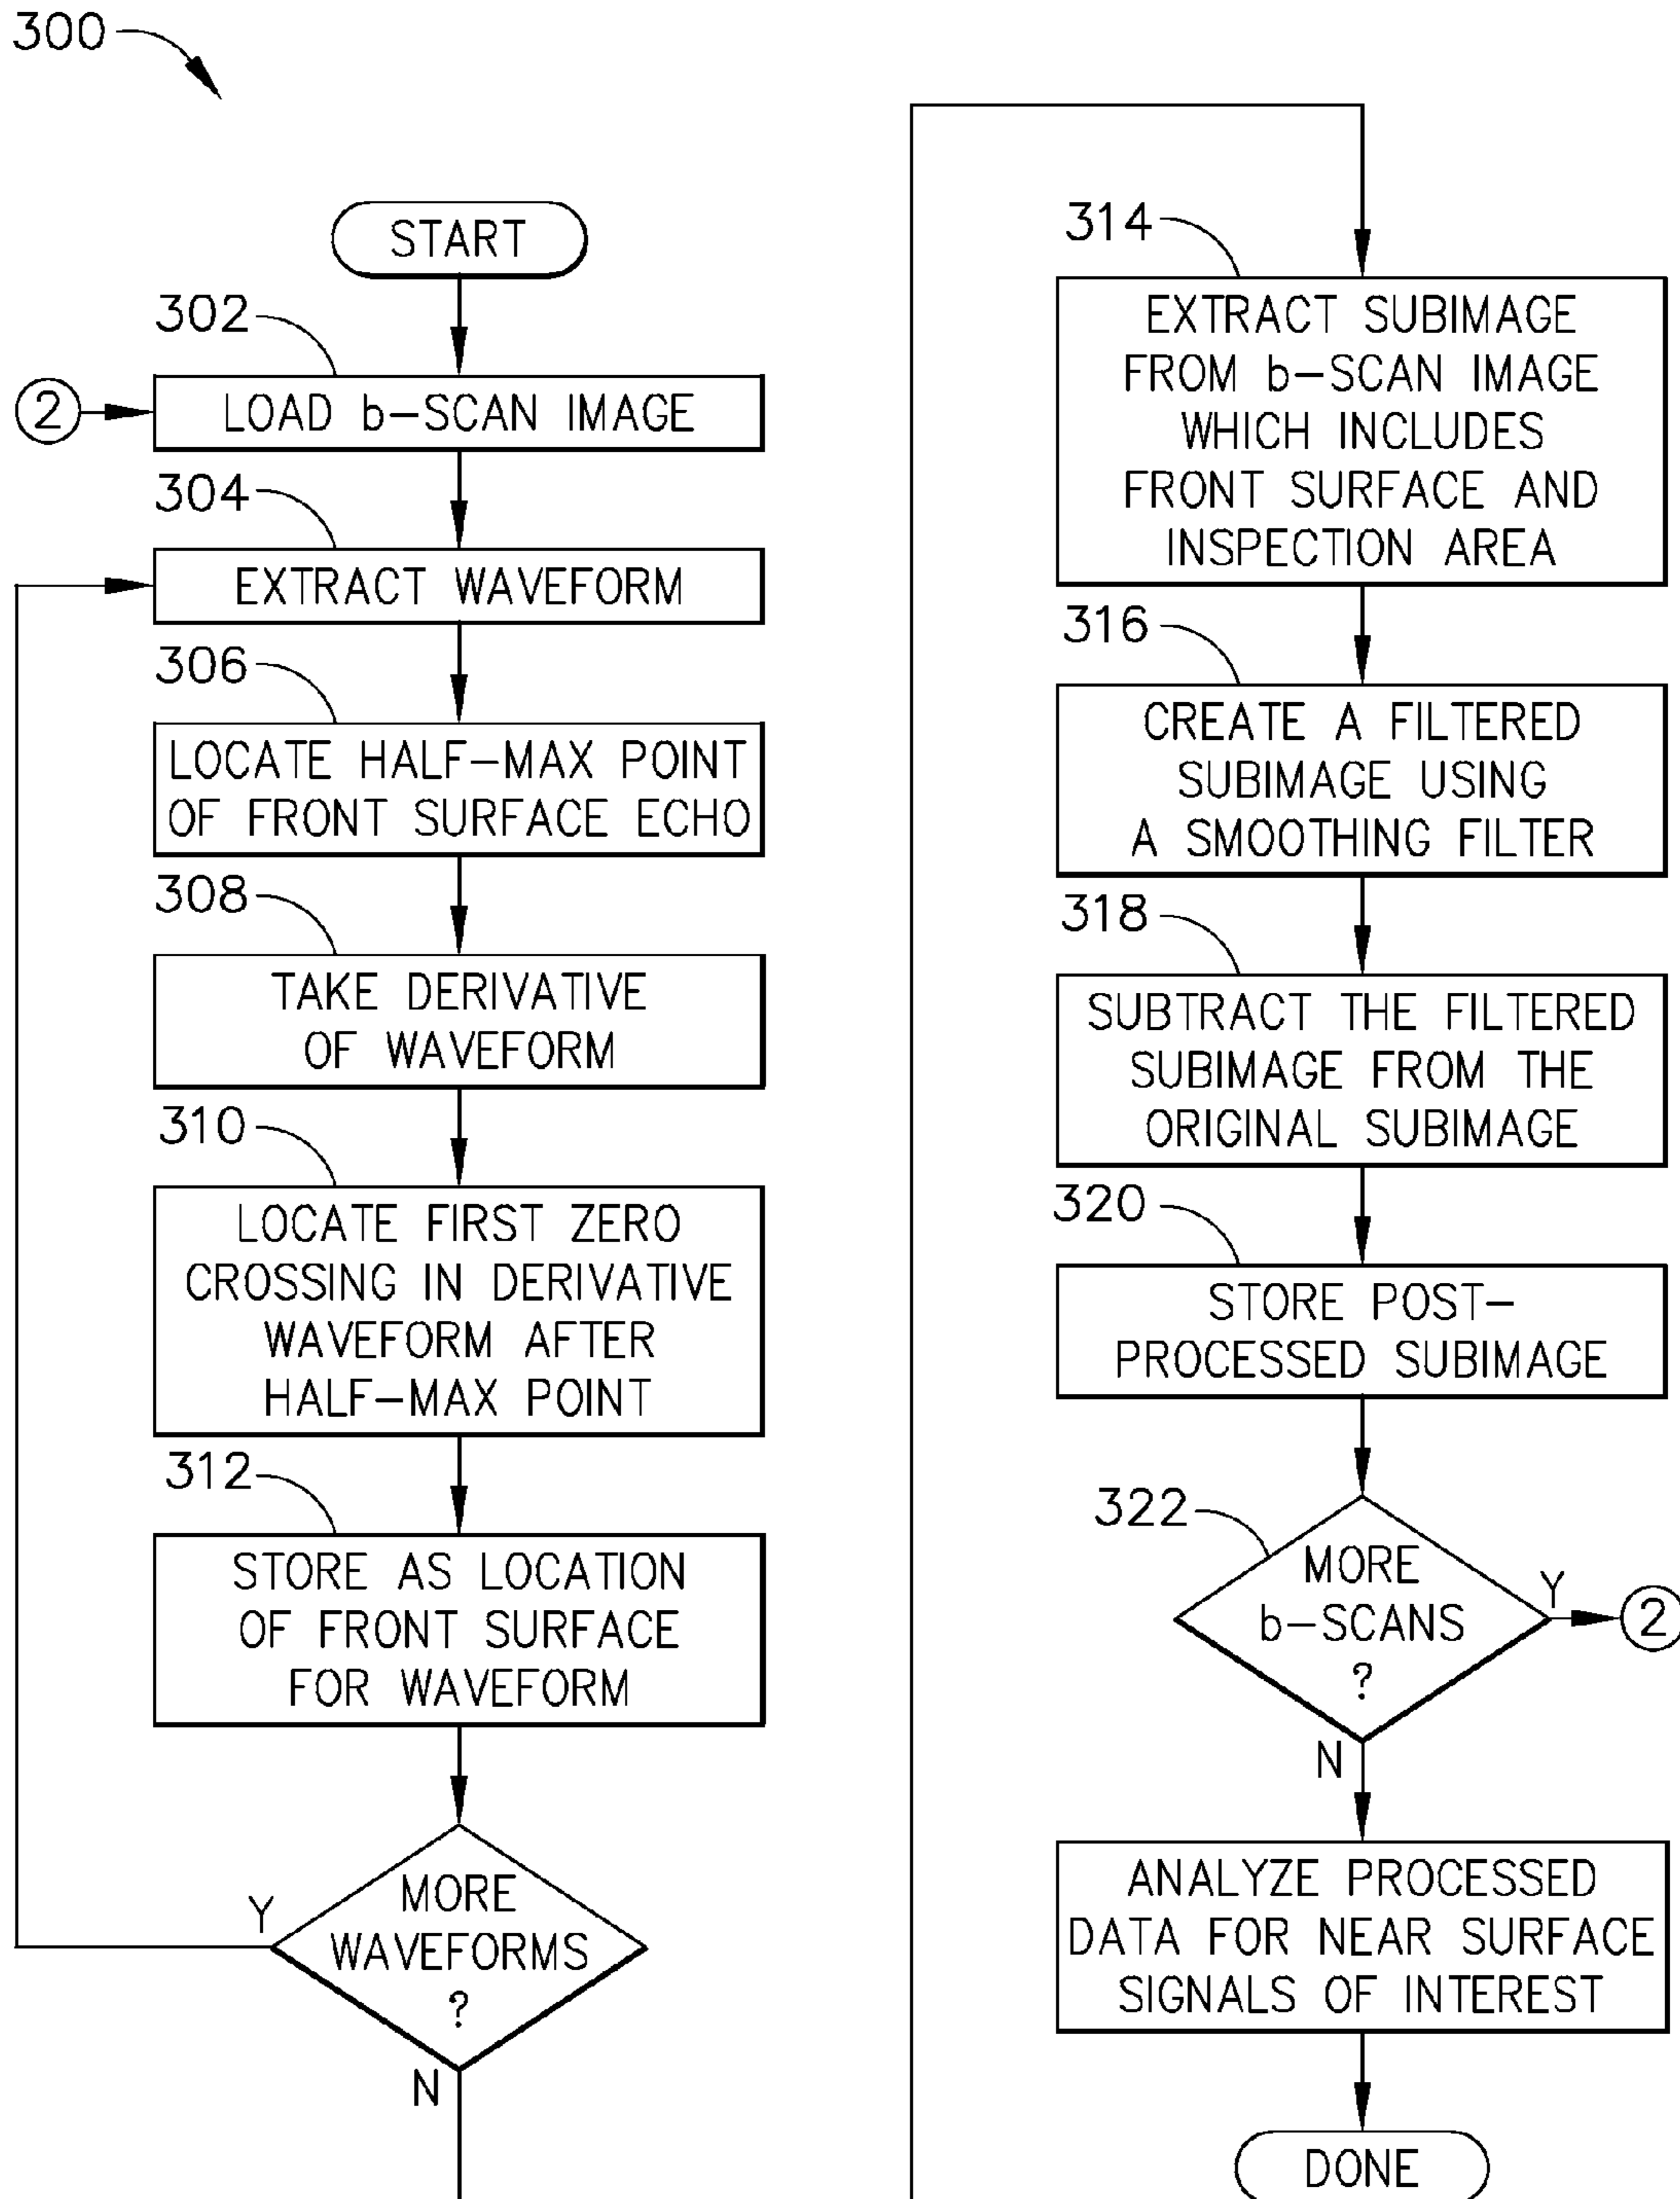 300
START
302
2
LOAD b-SCAN IMAGE
304
EXTRACT WAVEFORM
306
LOCATE HALF-MAX POINT
OF FRONT SURFACE ECHO
308
TAKE DERIVATIVE
OF WAVEFORM
310
LOCATE FIRST ZERO
CROSSING IN DERIVATIVE
WAVEFORM AFTER
HALF-MAX POINT
312
STORE AS LOCATION
OF FRONT SURFACE
FOR WAVEFORM
Y
MORE
WAVEFORMS
?
N
314
EXTRACT SUBIMAGE
FROM b-SCAN IMAGE
WHICH INCLUDES
FRONT SURFACE AND
INSPECTION AREA
316
CREATE A FILTERED
SUBIMAGE USING
A SMOOTHING FILTER
318
SUBTRACT THE FILTERED
SUBIMAGE FROM THE
ORIGINAL SUBIMAGE
320
STORE POST-
PROCESSED SUBIMAGE
322
MORE
b-SCANS
?
Y
2
N
ANALYZE PROCESSED
DATA FOR NEAR SURFACE
SIGNALS OF INTEREST
DONE